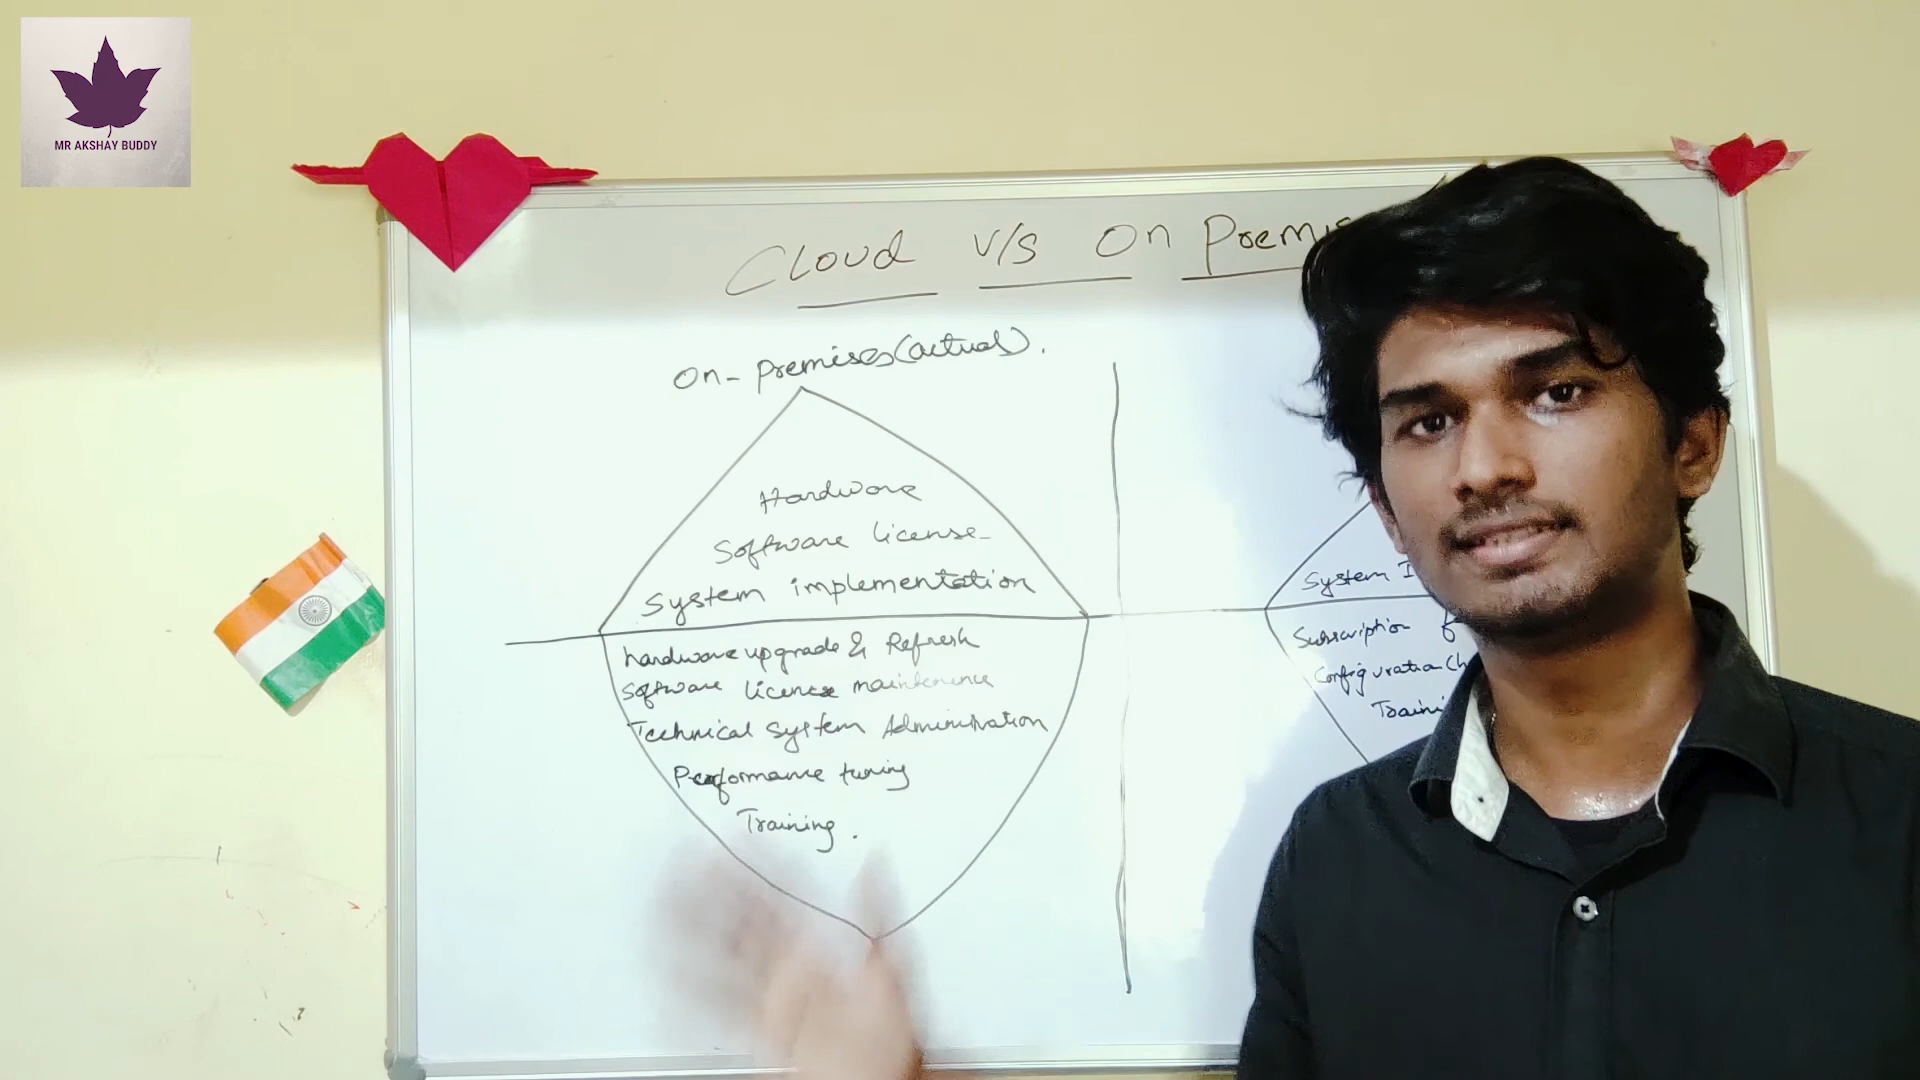 MR AKSHAY BUDDY
Cloud v/s On Premis
On-Premises(actual).
Hardware
Software license
System implementation
hardware upgrade & Refresh
Software license maintenence
Technical System Administration
Performance tuning
Training.
System I
Subscription f
Configuration Ch
Traini